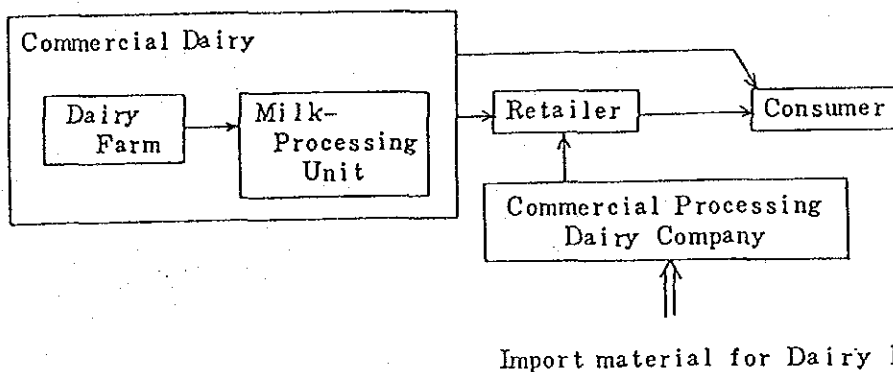 Commercial Dairy
Dairy
Farm
Milk-
Processing
Unit
Retailer
Consumer
Commercial Processing
Dairy Company
Import material for Dairy